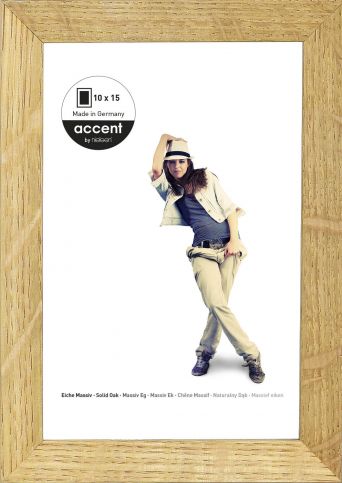 10 x 15
Made in Germany
accent
by nielsen
Eiche Massiv · Solid Oak · Massiv Eg · Massiv Ek · Chêne Massif · Naturalny Dąb · Massief eiken